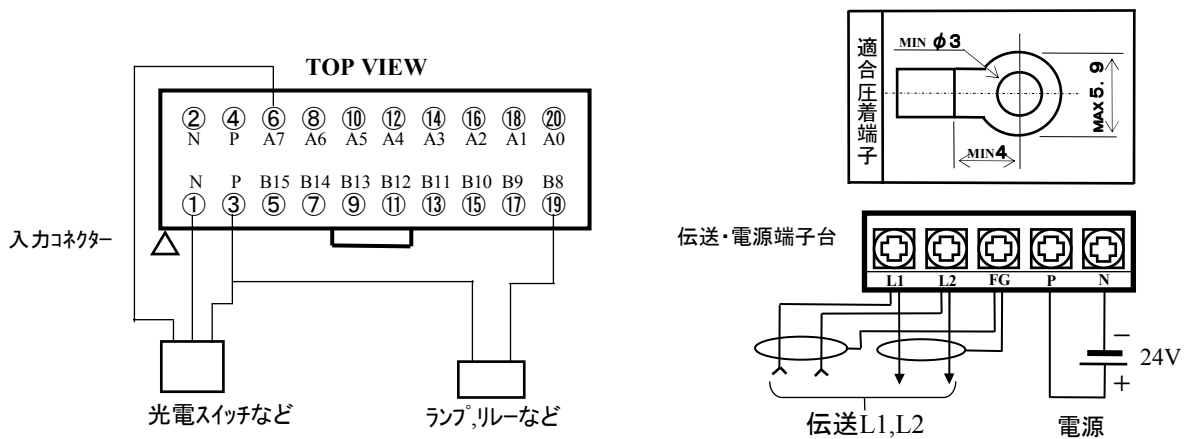 TOP VIEW
② ④ ⑥ ⑧ ⑩ ⑫ ⑭ ⑯ ⑱ ⑳
N P A7 A6 A5 A4 A3 A2 A1 A0
N P B15 B14 B13 B12 B11 B10 B9 B8
① ③ ⑤ ⑦ ⑨ ⑪ ⑬ ⑮ ⑰ ⑲
入力コネクター
光電スイッチなど
ランプ,リレーなど
適合圧着端子
MIN φ3
MAX5.9
MIN4
伝送・電源端子台
L1 L2 FG P N
－
24V
+
伝送L1,L2
電源